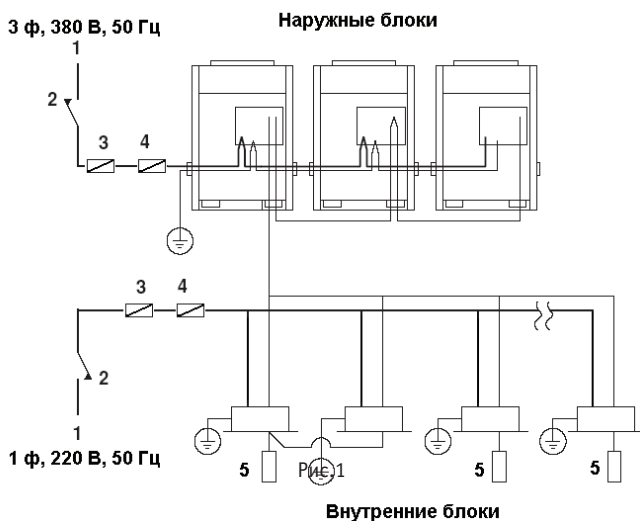 Наружные блоки
3 ф, 380 В, 50 Гц
1
2
3 4
3 4
2
1
1 ф, 220 В, 50 Гц
5 5 5
Рис.1
Внутренние блоки